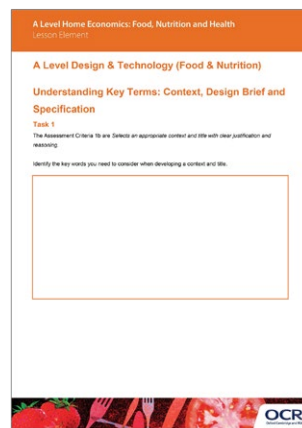 A Level Home Economics: Food, Nutrition and Health
Lesson Element
A Level Design & Technology (Food & Nutrition)
Understanding Key Terms: Context, Design Brief and
Specification
Task 1
The Assessment Criteria 1b are Selects an appropriate context and title with clear justification and
reasoning.
Identify the key words you need to consider when developing a context and title.
OCR